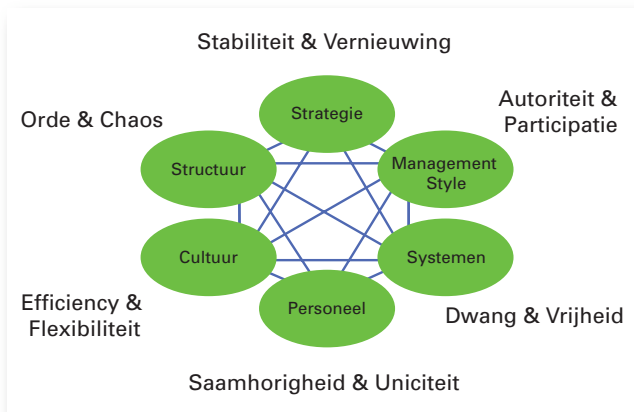 Stabiliteit & Vernieuwing
Strategie
Autoriteit &
Participatie
Orde & Chaos
Structuur
Management
Style
Cultuur
Systemen
Personeel
Efficiency &
Flexibiliteit
Dwang & Vrijheid
Saamhorigheid & Uniciteit